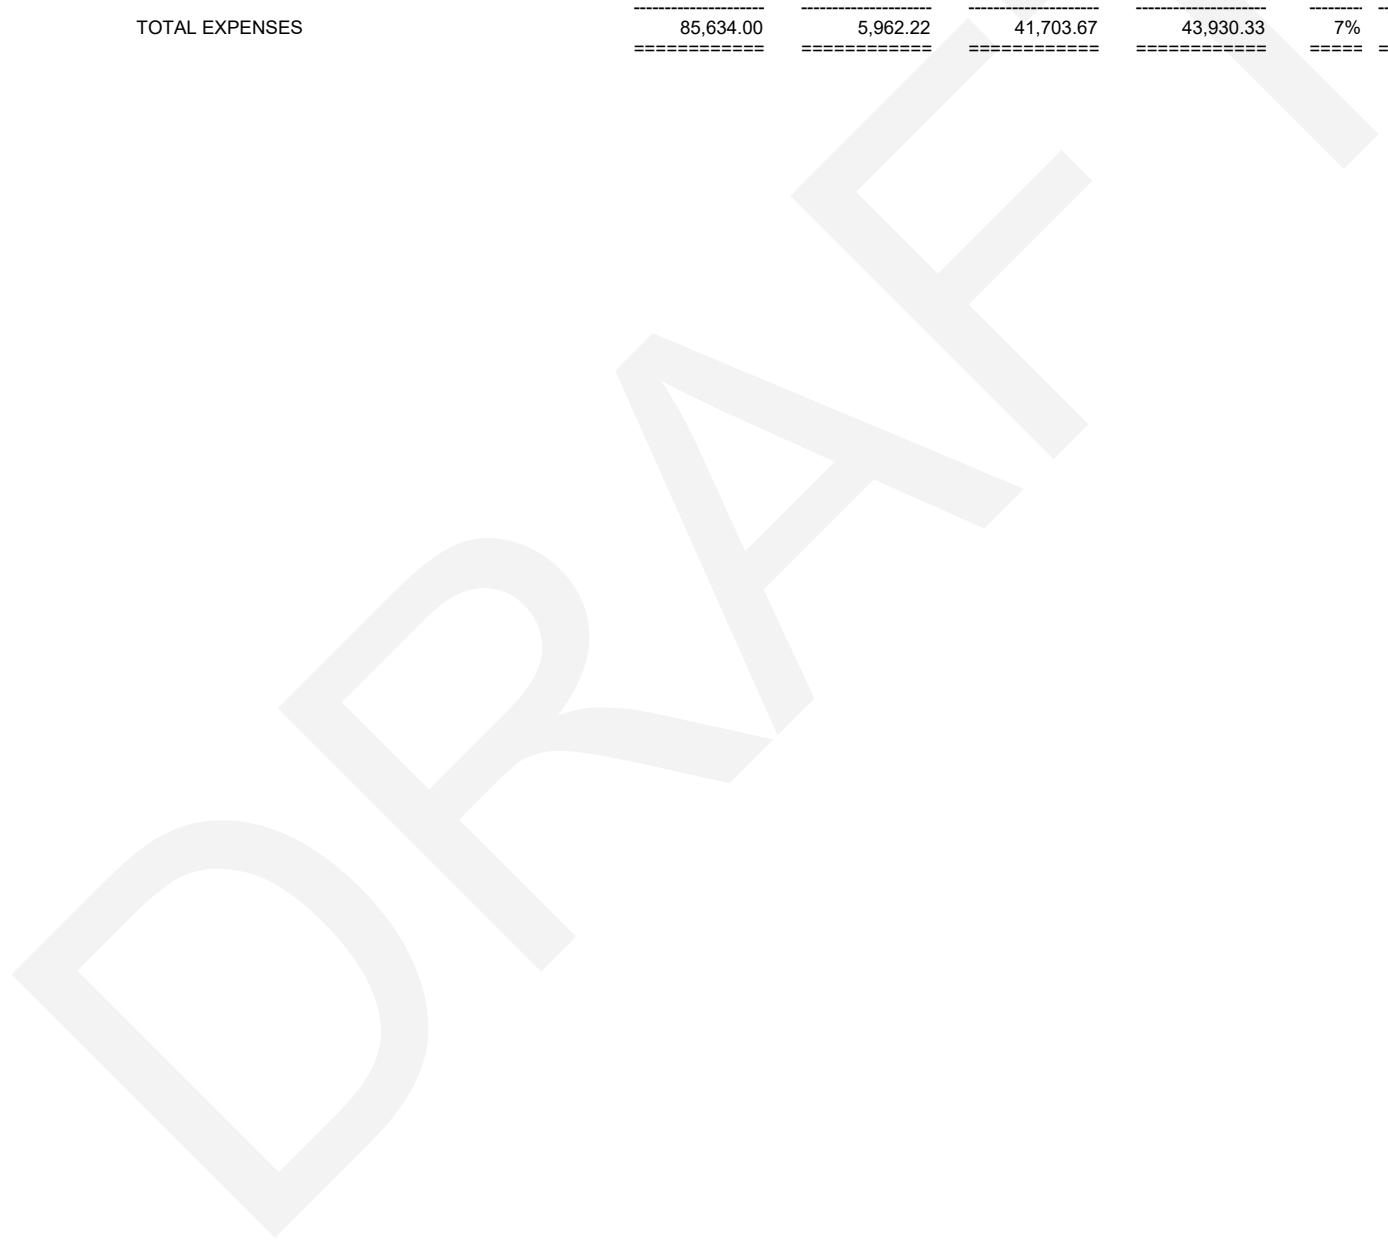 --------------------- --------------------- --------------------- --------------------- -------- --
TOTAL EXPENSES 85,634.00 5,962.22 41,703.67 43,930.33 7%
============ ============ ============ ============ ===== =
DRAFT